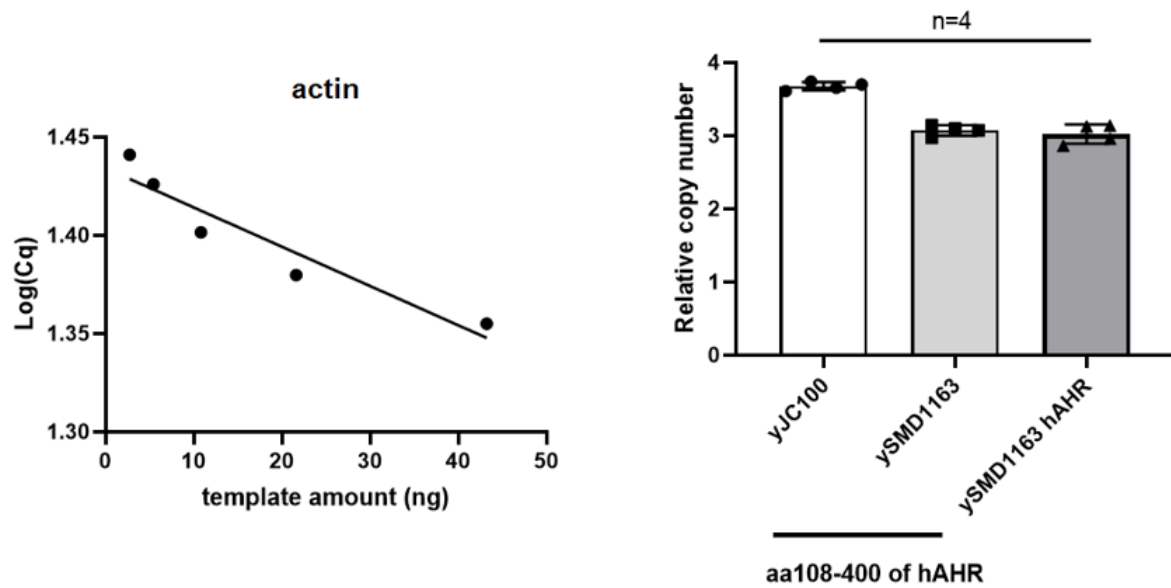 actin
Log(Cq)
1.45
1.40
1.35
1.30
0
10
20
30
40
50
template amount (ng)
n=4
Relative copy number
4
3
2
1
0
yJC100
ySMD1163
ySMD1163 hAHR
aa108-400 of hAHR